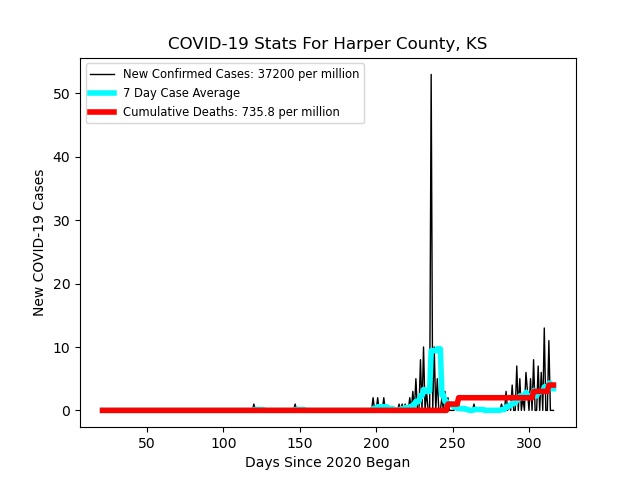 COVID-19 Stats For Harper County, KS
New Confirmed Cases: 37200 per million
7 Day Case Average
Cumulative Deaths: 735.8 per million
New COVID-19 Cases
50
40
30
20
10
0
50 100 150 200 250 300
Days Since 2020 Began